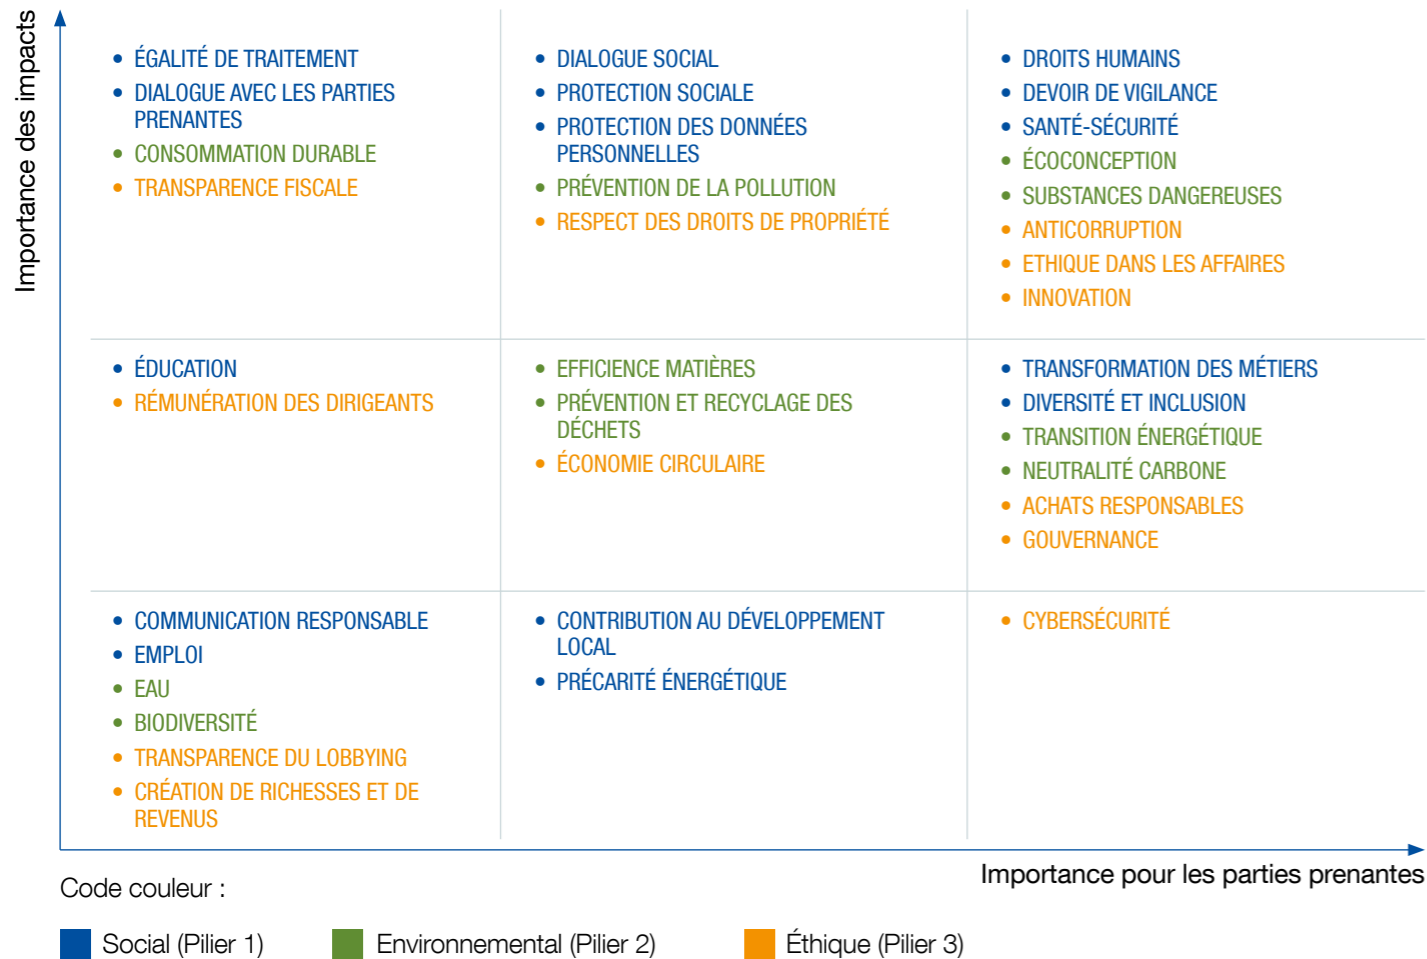 Importance des impacts
• ÉGALITÉ DE TRAITEMENT
• DIALOGUE AVEC LES PARTIES
PRENANTES
• CONSOMMATION DURABLE
• TRANSPARENCE FISCALE
• DIALOGUE SOCIAL
• PROTECTION SOCIALE
• PROTECTION DES DONNÉES
PERSONNELLES
• PRÉVENTION DE LA POLLUTION
• RESPECT DES DROITS DE PROPRIÉTÉ
• DROITS HUMAINS
• DEVOIR DE VIGILANCE
• SANTÉ-SÉCURITÉ
• ÉCOCONCEPTION
• SUBSTANCES DANGEREUSES
• ANTICORRUPTION
• ETHIQUE DANS LES AFFAIRES
• INNOVATION
• ÉDUCATION
• RÉMUNÉRATION DES DIRIGEANTS
• EFFICIENCE MATIÈRES
• PRÉVENTION ET RECYCLAGE DES
DÉCHETS
• ÉCONOMIE CIRCULAIRE
• TRANSFORMATION DES MÉTIERS
• DIVERSITÉ ET INCLUSION
• TRANSITION ÉNERGÉTIQUE
• NEUTRALITÉ CARBONE
• ACHATS RESPONSABLES
• GOUVERNANCE
• COMMUNICATION RESPONSABLE
• EMPLOI
• EAU
• BIODIVERSITÉ
• TRANSPARENCE DU LOBBYING
• CRÉATION DE RICHESSES ET DE
REVENUS
• CONTRIBUTION AU DÉVELOPPEMENT
LOCAL
• PRÉCARITÉ ÉNERGÉTIQUE
• CYBERSÉCURITÉ
Importance pour les parties prenantes
Code couleur :
Social (Pilier 1)
Environnemental (Pilier 2)
Éthique (Pilier 3)